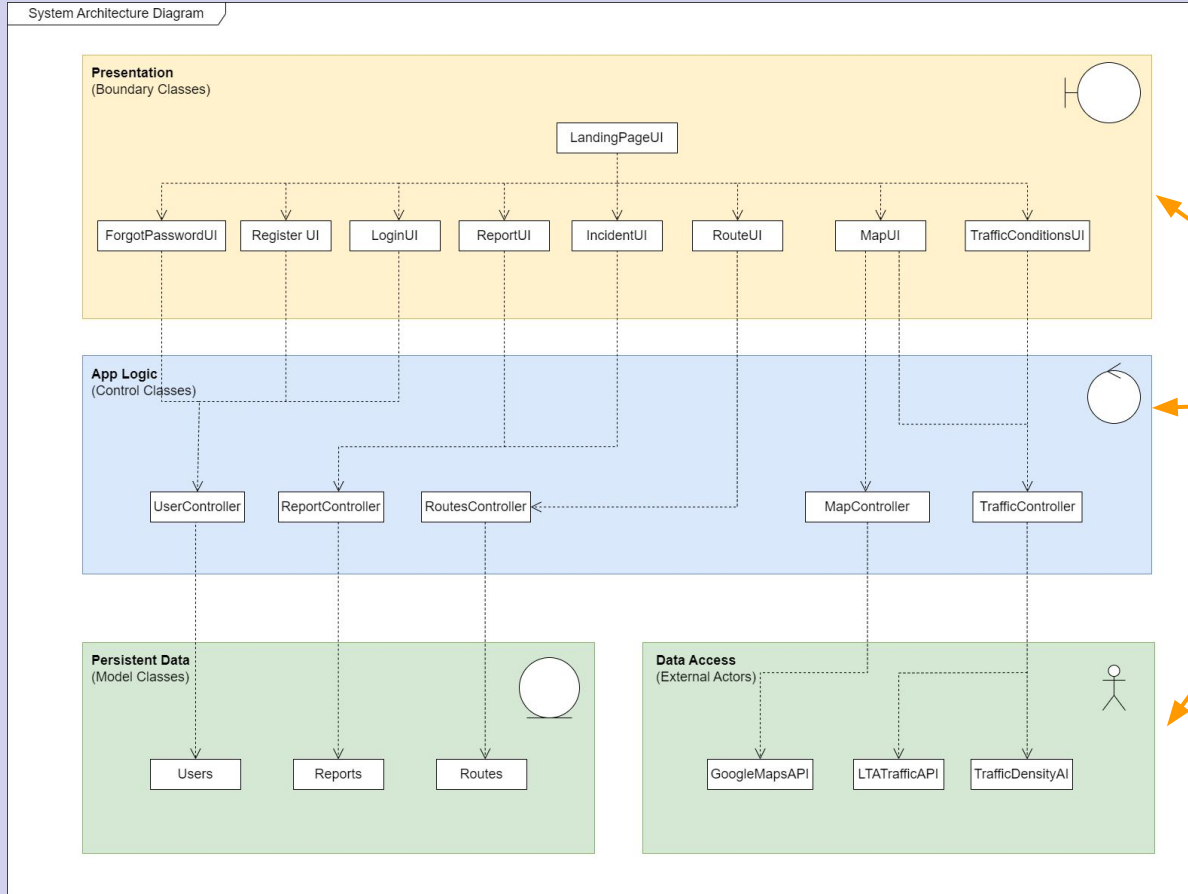 System Architecture Diagram
Presentation
(Boundary Classes)
LandingPageUI
ForgotPasswordUI
Register UI
LoginUI
ReportUI
IncidentUI
RouteUI
MapUI
TrafficConditionsUI
App Logic
(Control Classes)
UserController
ReportController
RoutesController
MapController
TrafficController
Persistent Data
(Model Classes)
Users
Reports
Routes
Data Access
(External Actors)
GoogleMapsAPI
LTATrafficAPI
TrafficDensityAI